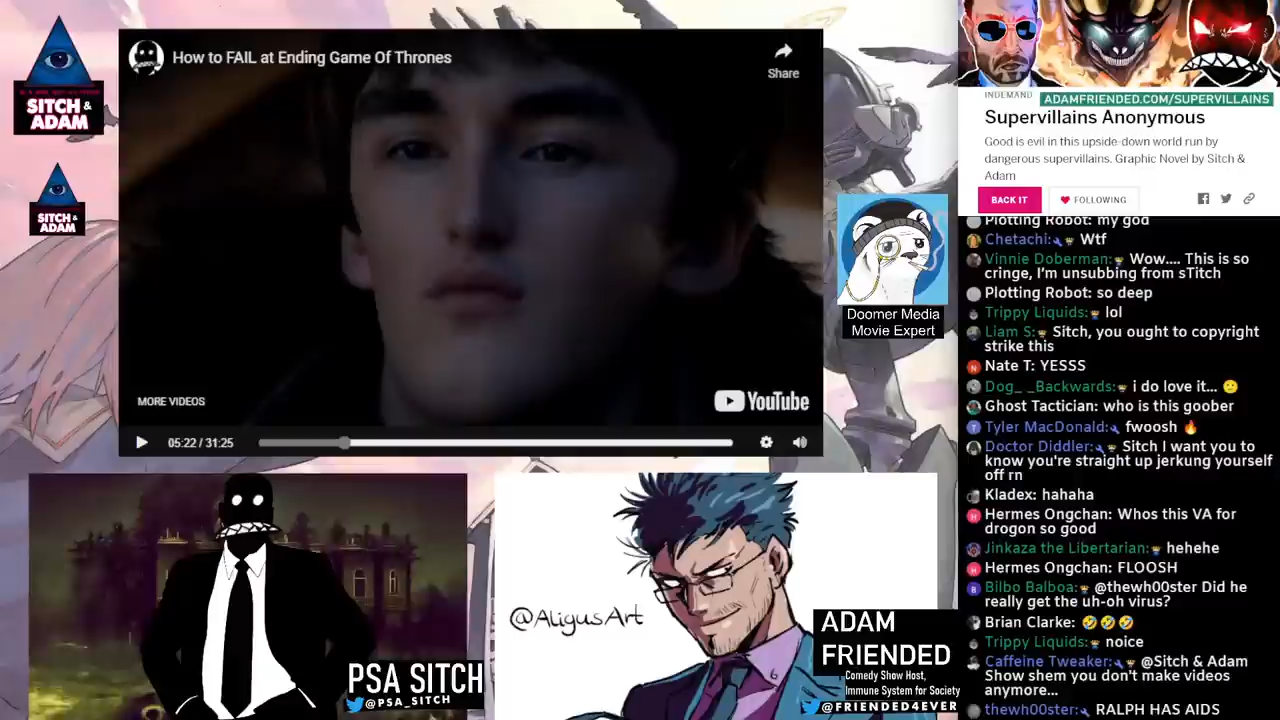 SITCH &
ADAM
SITCH &
ADAM
How to FAIL at Ending Game Of Thrones
Share
MORE VIDEOS
YouTube
05:22 / 31:25
Doomer Media
Movie Expert
@AligusArt
PSA SITCH
@PSA_SITCH
ADAM
FRIENDED
Comedy Show Host,
Immune System for Society
@FRIENDED4EVER
INDEMAND
ADAMFRIENDED.COM/SUPERVILLAINS
Supervillains Anonymous
Good is evil in this upside-down world run by
dangerous supervillains. Graphic Novel by Sitch &
Adam
BACK IT
FOLLOWING
Plotting Robot: my god
Chetachi: Wtf
Vinnie Doberman: Wow.... This is so
cringe, I'm unsubbing from sTitch
Plotting Robot: so deep
Trippy Liquids: lol
Liam S: Sitch, you ought to copyright
strike this
Nate T: YESSS
Dog_ _Backwards: i do love it... 🙂
Ghost Tactician: who is this goober
Tyler MacDonald: fwoosh 🔥
Doctor Diddler: Sitch I want you to
know you're straight up jerkung yourself
off rn
Kladex: hahaha
Hermes Ongchan: Whos this VA for
drogon so good
Jinkaza the Libertarian: hehehe
Hermes Ongchan: FLOOSH
Bilbo Balboa: @thewh00ster Did he
really get the uh-oh virus?
Brian Clarke: 🤣🤣🤣
Trippy Liquids: noice
Caffeine Tweaker: @Sitch & Adam
Show shem you don't make videos
anymore...
thewh00ster: RALPH HAS AIDS